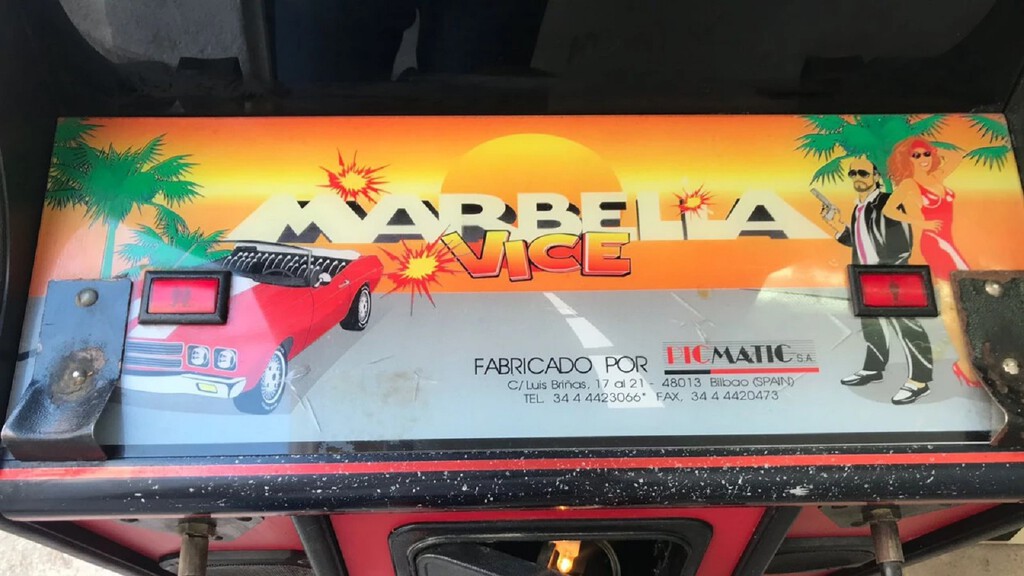 MARBELLA
VICE
FABRICADO POR PICMATIC S.A.
C/ Luis Briñas, 17 al 21 - 48013 Bilbao (SPAIN)
TEL. 34 4 4423066* FAX. 34 4 4420473